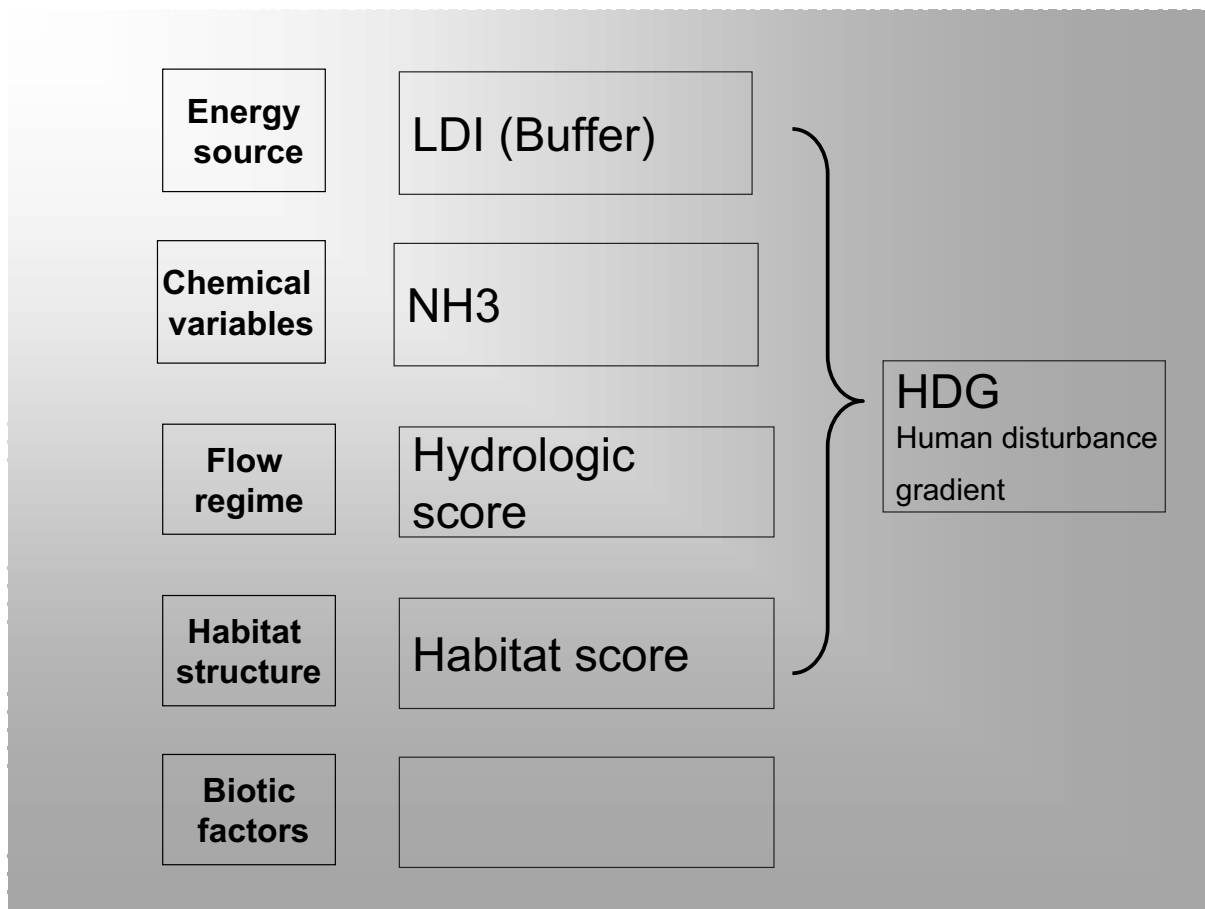 Energy
source
LDI (Buffer)
Chemical
variables
NH3
Flow
regime
Hydrologic
score
Habitat
structure
Habitat score
Biotic
factors
HDG
Human disturbance
gradient